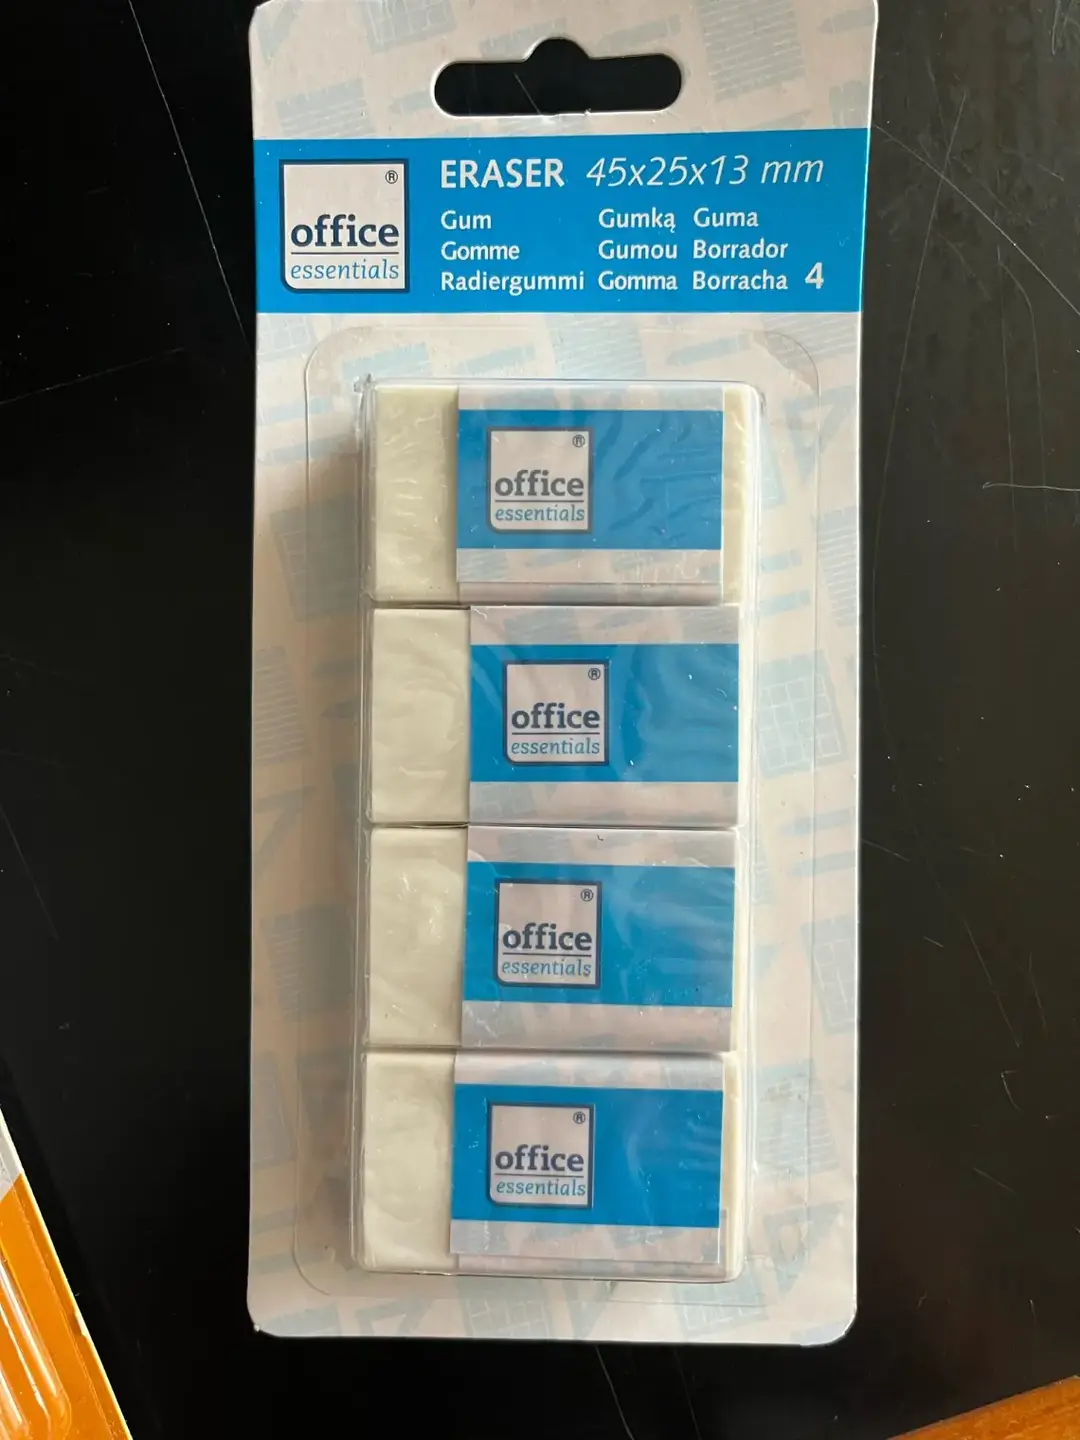 ®
office
essentials
ERASER 45x25x13 mm
Gum Gumką Guma
Gomme Gumou Borrador
Radiergummi Gomma Borracha 4
®
office
essentials
®
office
essentials
®
office
essentials
®
office
essentials